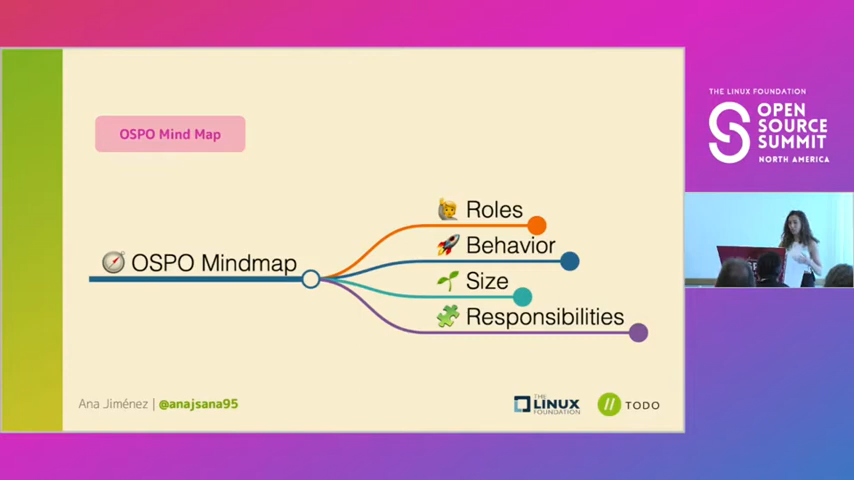 OSPO Mind Map
OSPO Mindmap
Roles
Behavior
Size
Responsibilities
Ana Jiménez | @anajsana95
THE
LINUX
FOUNDATION
TODO
THE LINUX FOUNDATION
OPEN
SOURCE
SUMMIT
NORTH AMERICA